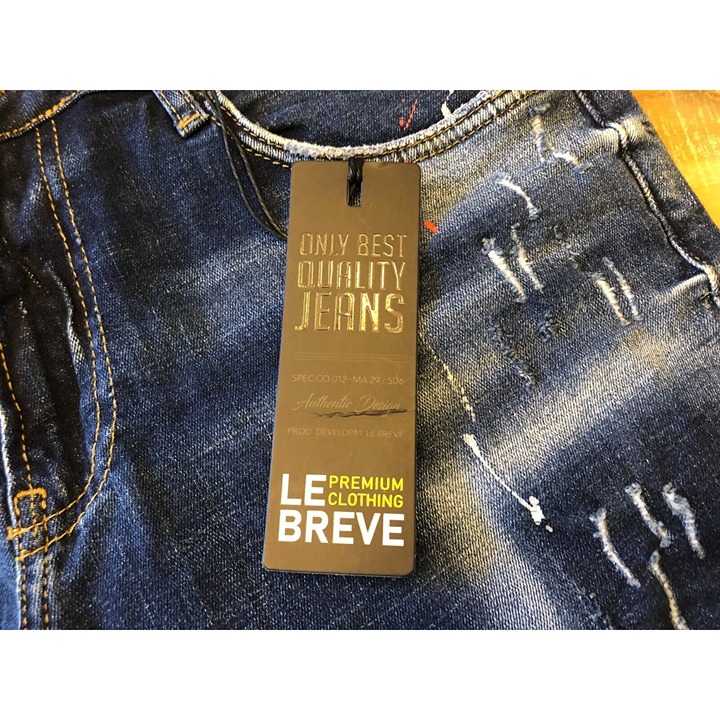 ONLY BEST
QUALITY
JEANS
SPEC.CO.012-MA 29 / 506
Authentic Design
PROD. DEVELOPM. LE BREVE
LE PREMIUM
CLOTHING
BREVE